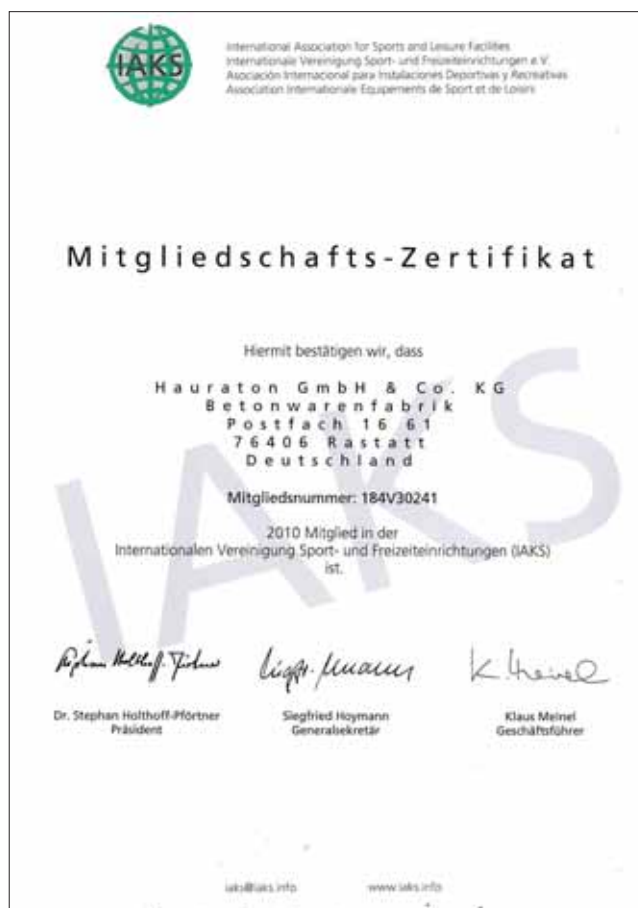 IAKS
International Association for Sports and Leisure Facilities
Internationale Vereinigung Sport- und Freizeiteinrichtungen e.V.
Asociación Internacional para Instalaciones Deportivas y Recreativas
Association Internationale Equipements de Sport et de Loisirs
Mitgliedschafts-Zertifikat
Hiermit bestätigen wir, dass
Hauraton GmbH & Co. KG
Betonwarenfabrik
Postfach 16 61
76406 Rastatt
Deutschland
Mitgliedsnummer: 184V30241
2010 Mitglied in der
Internationalen Vereinigung Sport- und Freizeiteinrichtungen (IAKS)
ist.
IAKS
Dr. Stephan Holthoff-Pförtner
Präsident
Siegfried Hoymann
Generalsekretär
Klaus Meinel
Geschäftsführer
iaks@iaks.info www.iaks.info